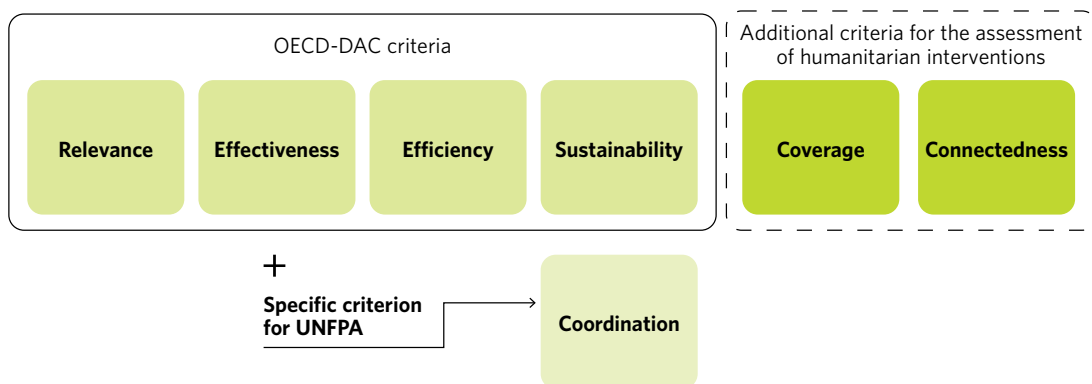 OECD-DAC criteria
Additional criteria for the assessment
of humanitarian interventions
Relevance
Effectiveness
Efficiency
Sustainability
Coverage
Connectedness
+
Specific criterion
for UNFPA
Coordination